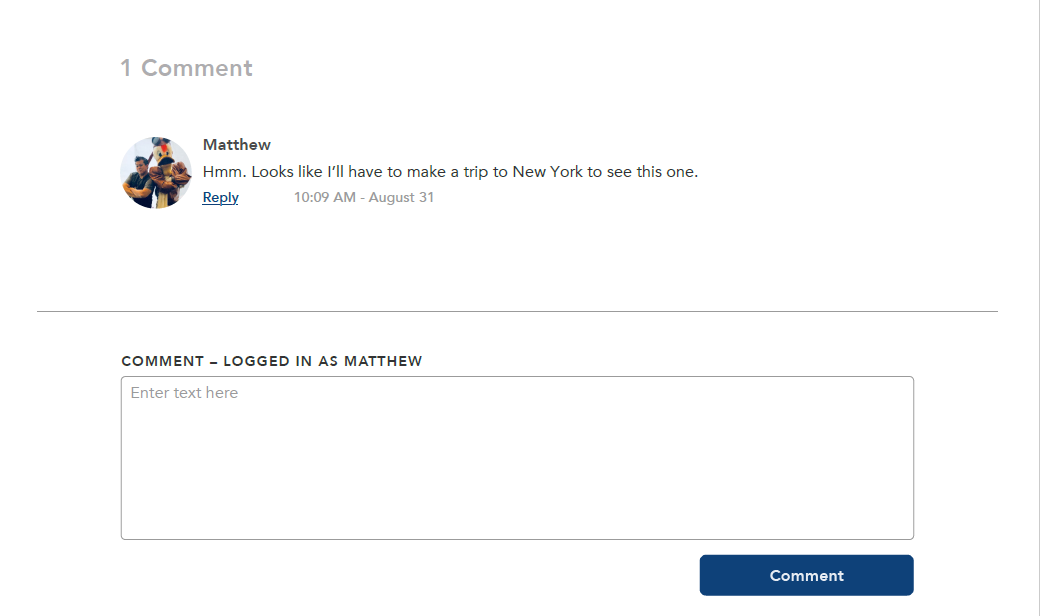 1 Comment
Matthew
Hmm. Looks like I’ll have to make a trip to New York to see this one.
Reply 10:09 AM - August 31
COMMENT – LOGGED IN AS MATTHEW
Enter text here
Comment